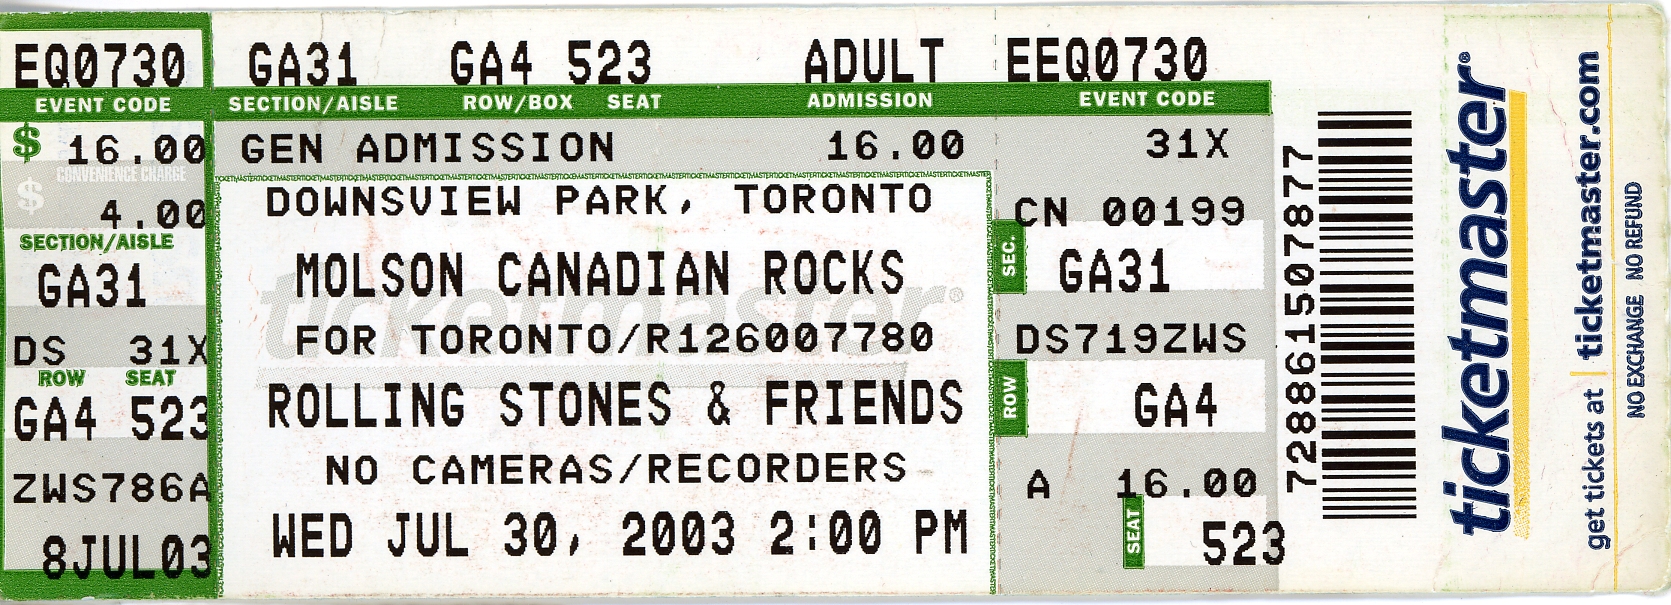 EQ0730 GA31 GA4 523 ADULT EEQ0730
EVENT CODE SECTION/AISLE ROW/BOX SEAT ADMISSION EVENT CODE
$ 16.00 GEN ADMISSION 16.00 31X
CONVENIENCE CHARGE
$ 4.00
SECTION/AISLE
GA31
DS 31X
ROW SEAT
GA4 523
ZWS786A
8JUL03
DOWNSVIEW PARK, TORONTO
MOLSON CANADIAN ROCKS
FOR TORONTO/R126007780
ROLLING STONES & FRIENDS
NO CAMERAS/RECORDERS
WED JUL 30, 2003 2:00 PM
ticketmaster®
CN 00199
SEC. GA31
DS719ZWS
ROW GA4
A 16.00
SEAT 523
728861507877
ticketmaster®
get tickets at | ticketmaster.com
NO EXCHANGE NO REFUND